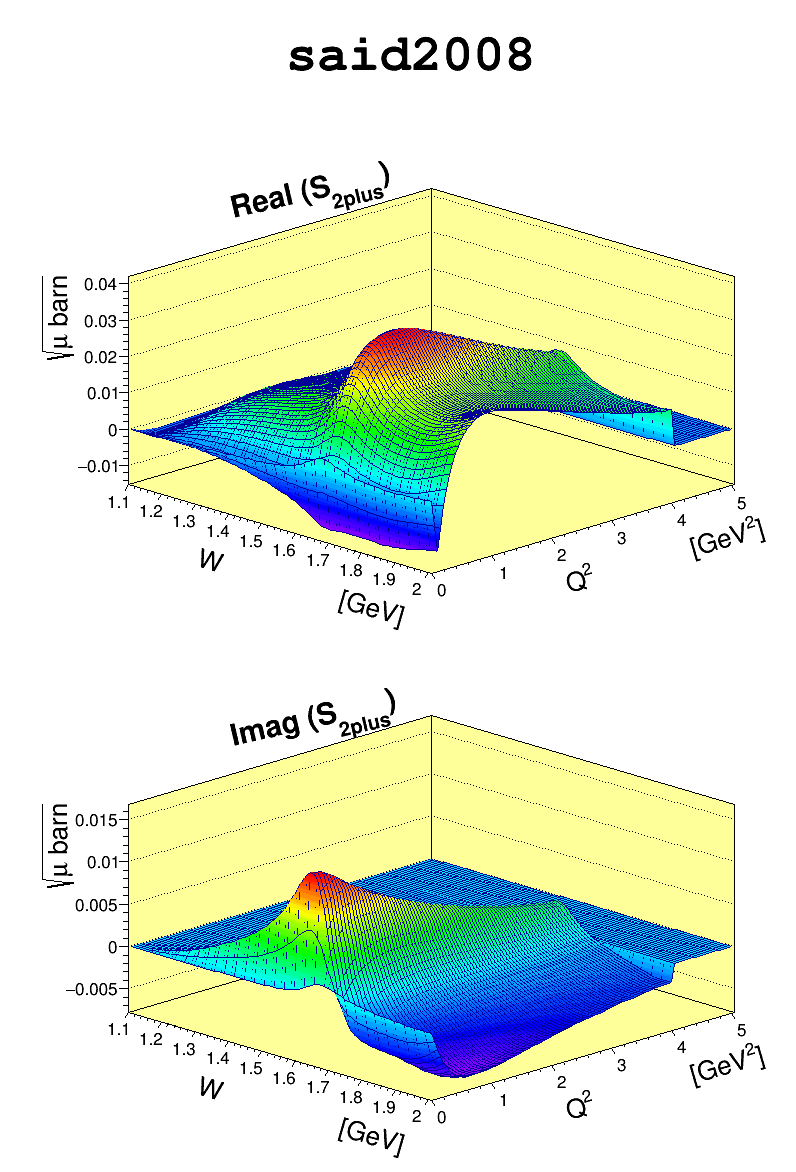 said2008
Real (S2plus)
√μ barn
0.04
0.03
0.02
0.01
0
−0.01
1.1 1.2 1.3 1.4 1.5 1.6 1.7 1.8 1.9 2
W
[GeV]
0 1 2 3 4 5
Q²
[GeV²]
Imag (S2plus)
√μ barn
0.015
0.01
0.005
0
−0.005
1.1 1.2 1.3 1.4 1.5 1.6 1.7 1.8 1.9 2
W
[GeV]
0 1 2 3 4 5
Q²
[GeV²]